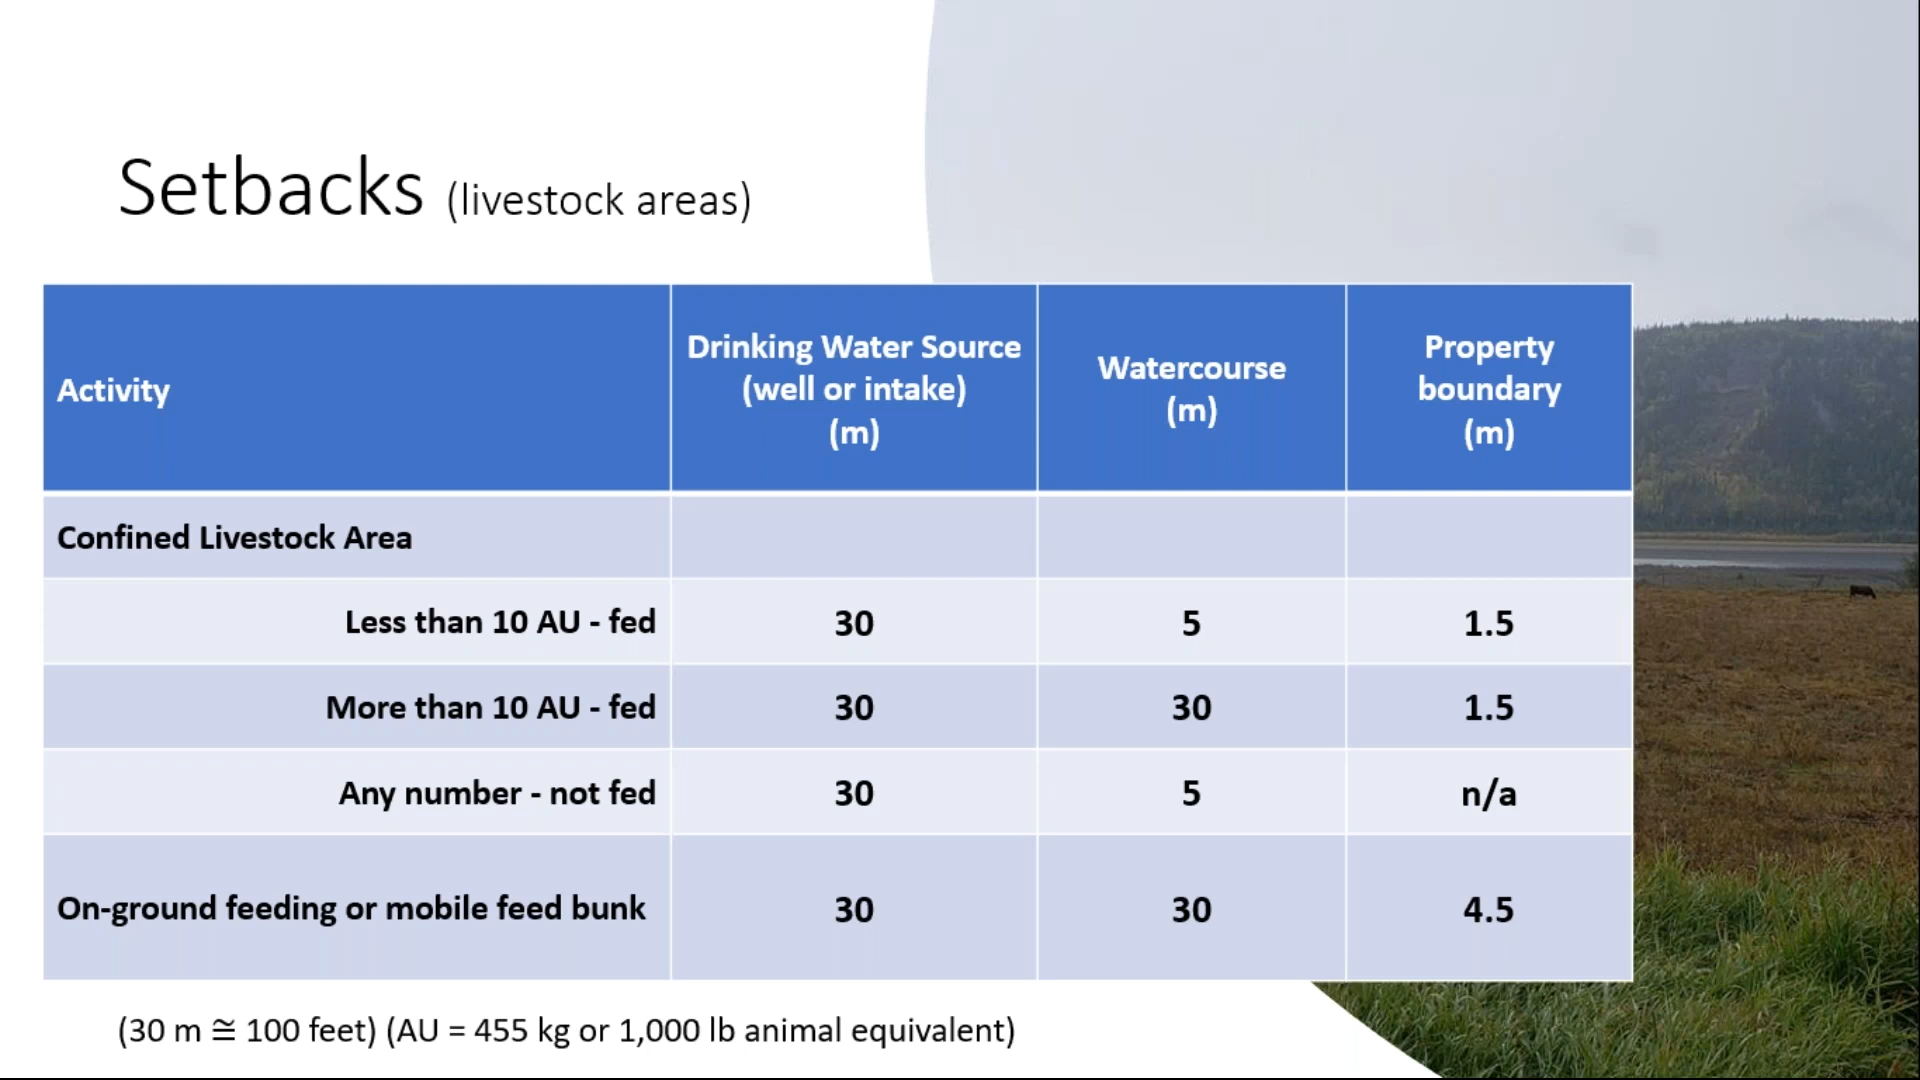 Setbacks (livestock areas)
Activity
Drinking Water Source
(well or intake)
(m)
Watercourse
(m)
Property
boundary
(m)
Confined Livestock Area
Less than 10 AU - fed
30
5
1.5
More than 10 AU - fed
30
30
1.5
Any number - not fed
30
5
n/a
On-ground feeding or mobile feed bunk
30
30
4.5
(30 m ≅ 100 feet) (AU = 455 kg or 1,000 lb animal equivalent)